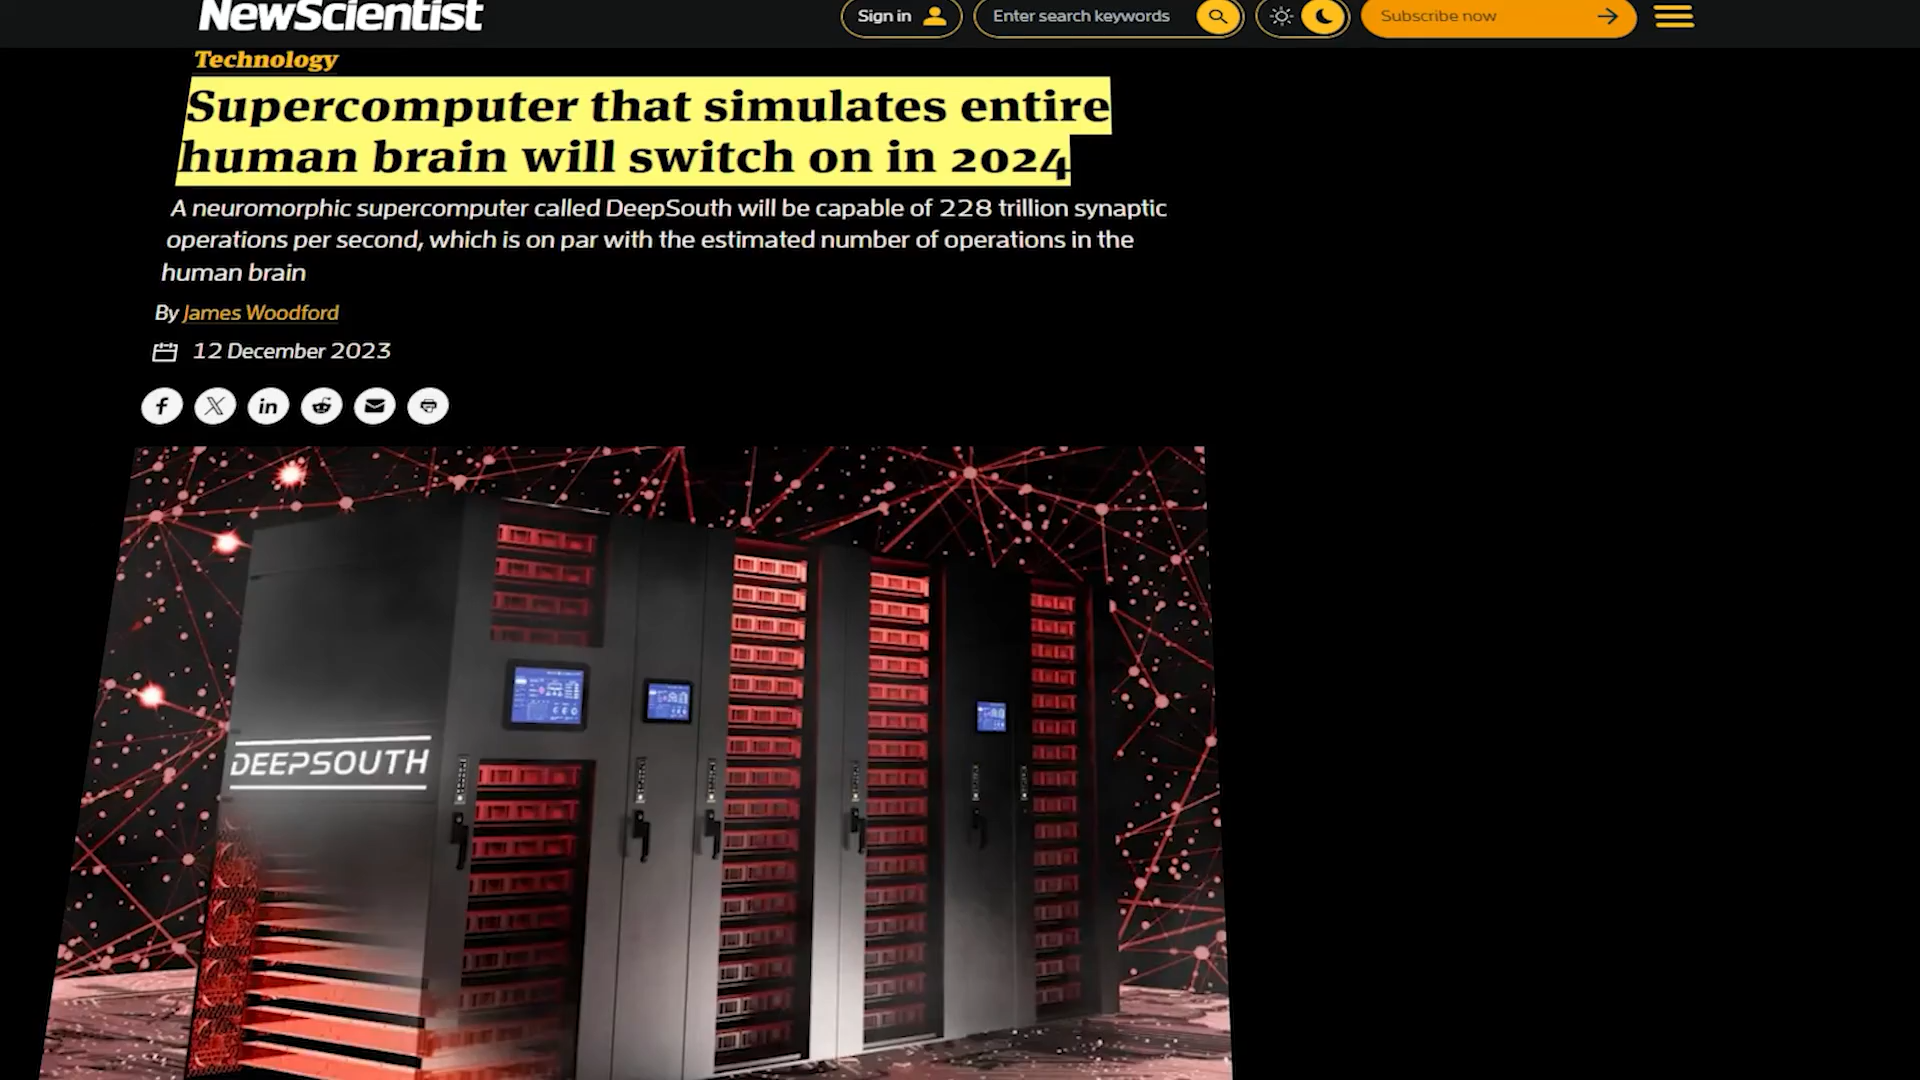 NewScientist
Sign in
Enter search keywords
Subscribe now
Technology
Supercomputer that simulates entire
human brain will switch on in 2024
A neuromorphic supercomputer called DeepSouth will be capable of 228 trillion synaptic
operations per second, which is on par with the estimated number of operations in the
human brain
By James Woodford
12 December 2023
DEEPSOUTH